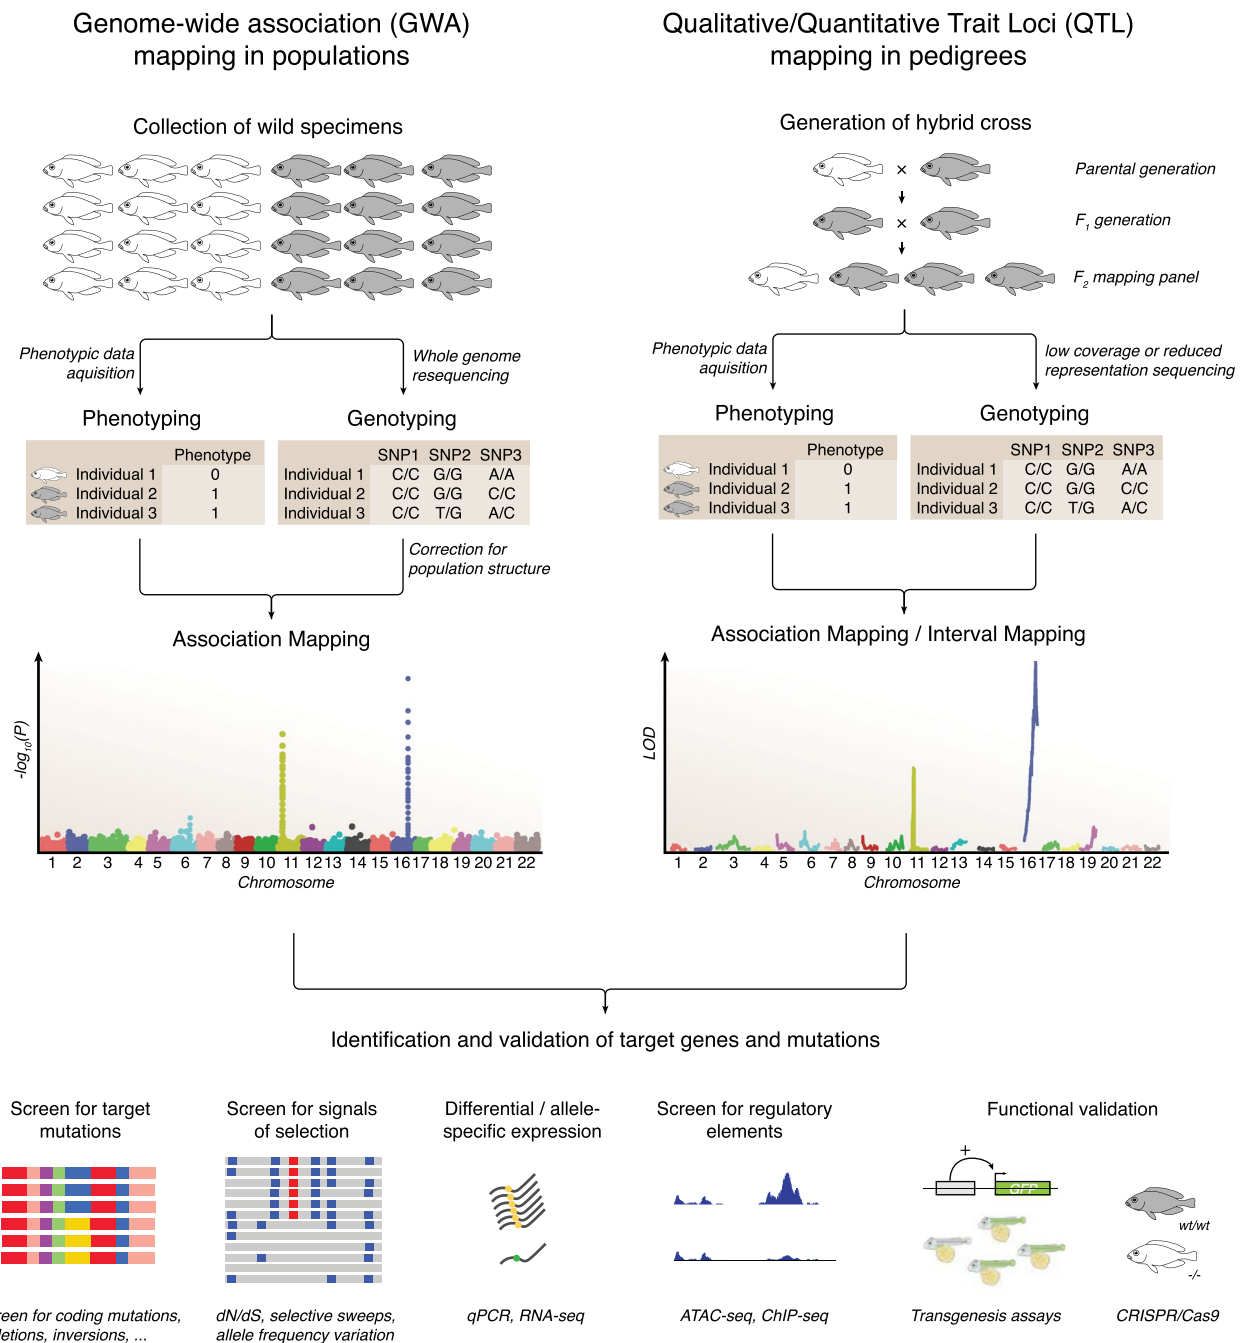 Genome-wide association (GWA)
mapping in populations
Collection of wild specimens
Phenotypic data
aquisition
Whole genome
resequencing
Phenotyping
Genotyping
Phenotype
Individual 1 0
Individual 2 1
Individual 3 1
SNP1 SNP2 SNP3
Individual 1 C/C G/G A/A
Individual 2 C/C G/G C/C
Individual 3 C/C T/G A/C
Correction for
population structure
Association Mapping
-log10(P)
1 2 3 4 5 6 7 8 9 10 11 12 13 14 15 16 17 18 19 20 21 22
Chromosome
Qualitative/Quantitative Trait Loci (QTL)
mapping in pedigrees
Generation of hybrid cross
× Parental generation
× F1 generation
F2 mapping panel
Phenotypic data
aquisition
low coverage or reduced
representation sequencing
Phenotyping
Genotyping
Phenotype
Individual 1 0
Individual 2 1
Individual 3 1
SNP1 SNP2 SNP3
Individual 1 C/C G/G A/A
Individual 2 C/C G/G C/C
Individual 3 C/C T/G A/C
Association Mapping / Interval Mapping
LOD
1 2 3 4 5 6 7 8 9 10 11 12 13 14 15 16 17 18 19 20 21 22
Chromosome
Identification and validation of target genes and mutations
Screen for target
mutations
reen for coding mutations,
letions, inversions, ...
Screen for signals
of selection
dN/dS, selective sweeps,
allele frequency variation
Differential / allele-
specific expression
qPCR, RNA-seq
Screen for regulatory
elements
ATAC-seq, ChIP-seq
Functional validation
+
GFP
Transgenesis assays
wt/wt
-/-
CRISPR/Cas9